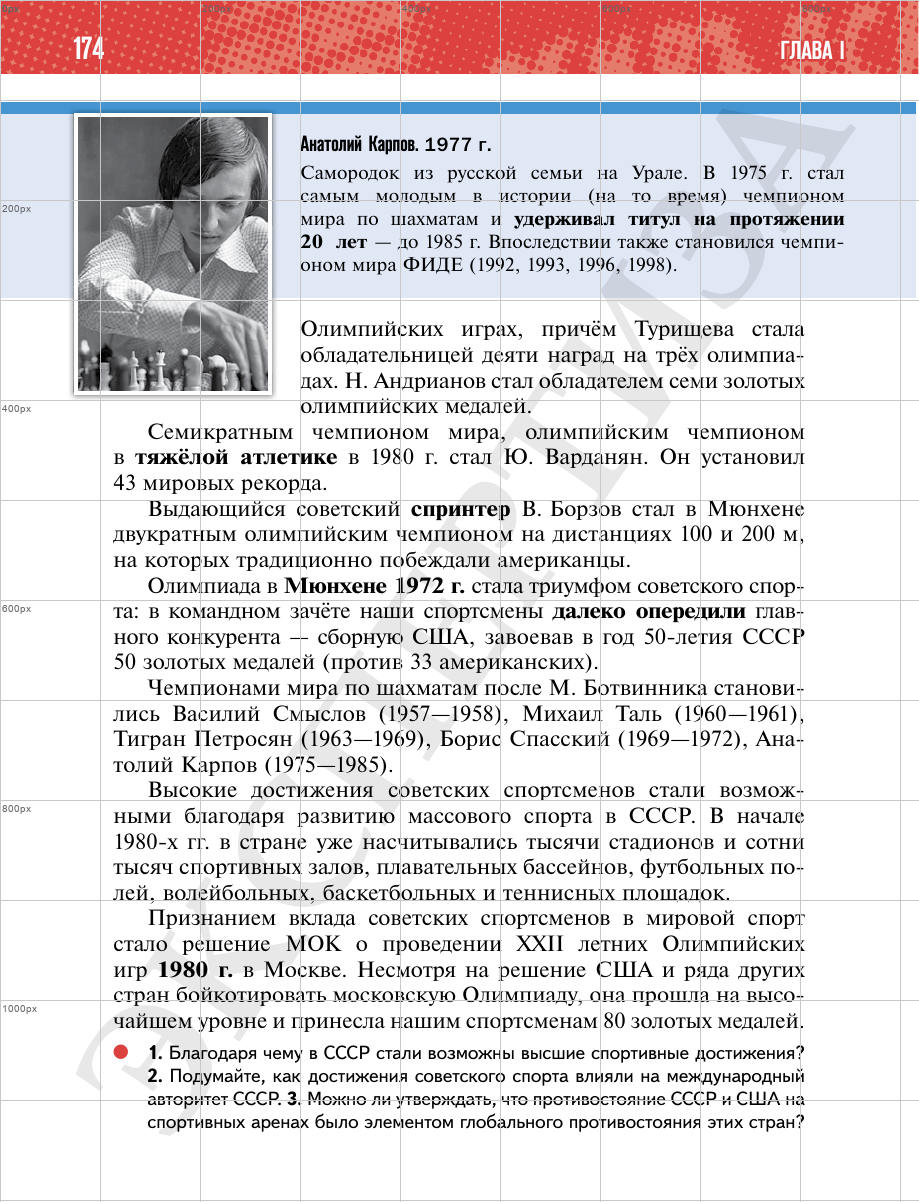 174
ГЛАВА I
Анатолий Карпов. 1977 г.
Самородок из русской семьи на Урале. В 1975 г. стал
самым молодым в истории (на то время) чемпионом
мира по шахматам и удерживал титул на протяжении
20 лет — до 1985 г. Впоследствии также становился чемпи-
оном мира ФИДЕ (1992, 1993, 1996, 1998).
Олимпийских играх, причём Турищева стала
обладательницей деяти наград на трёх олимпиа-
дах. Н. Андрианов стал обладателем семи золотых
олимпийских медалей.
Семикратным чемпионом мира, олимпийским чемпионом
в тяжёлой атлетике в 1980 г. стал Ю. Варданян. Он установил
43 мировых рекорда.
Выдающийся советский спринтер В. Борзов стал в Мюнхене
двукратным олимпийским чемпионом на дистанциях 100 и 200 м,
на которых традиционно побеждали американцы.
Олимпиада в Мюнхене 1972 г. стала триумфом советского спор-
та: в командном зачёте наши спортсмены далеко опередили глав-
ного конкурента — сборную США, завоевав в год 50-летия СССР
50 золотых медалей (против 33 американских).
Чемпионами мира по шахматам после М. Ботвинника станови-
лись Василий Смыслов (1957—1958), Михаил Таль (1960—1961),
Тигран Петросян (1963—1969), Борис Спасский (1969—1972), Ана-
толий Карпов (1975—1985).
Высокие достижения советских спортсменов стали возмож-
ными благодаря развитию массового спорта в СССР. В начале
1980-х гг. в стране уже насчитывались тысячи стадионов и сотни
тысяч спортивных залов, плавательных бассейнов, футбольных по-
лей, волейбольных, баскетбольных и теннисных площадок.
Признанием вклада советских спортсменов в мировой спорт
стало решение МОК о проведении XXII летних Олимпийских
игр 1980 г. в Москве. Несмотря на решение США и ряда других
стран бойкотировать московскую Олимпиаду, она прошла на высо-
чайшем уровне и принесла нашим спортсменам 80 золотых медалей.
1. Благодаря чему в СССР стали возможны высшие спортивные достижения?
2. Подумайте, как достижения советского спорта влияли на международный
авторитет СССР. 3. Можно ли утверждать, что противостояние СССР и США на
спортивных аренах было элементом глобального противостояния этих стран?
ЭКСПЕРТИЗА
200px
400px
600px
800px
1000px